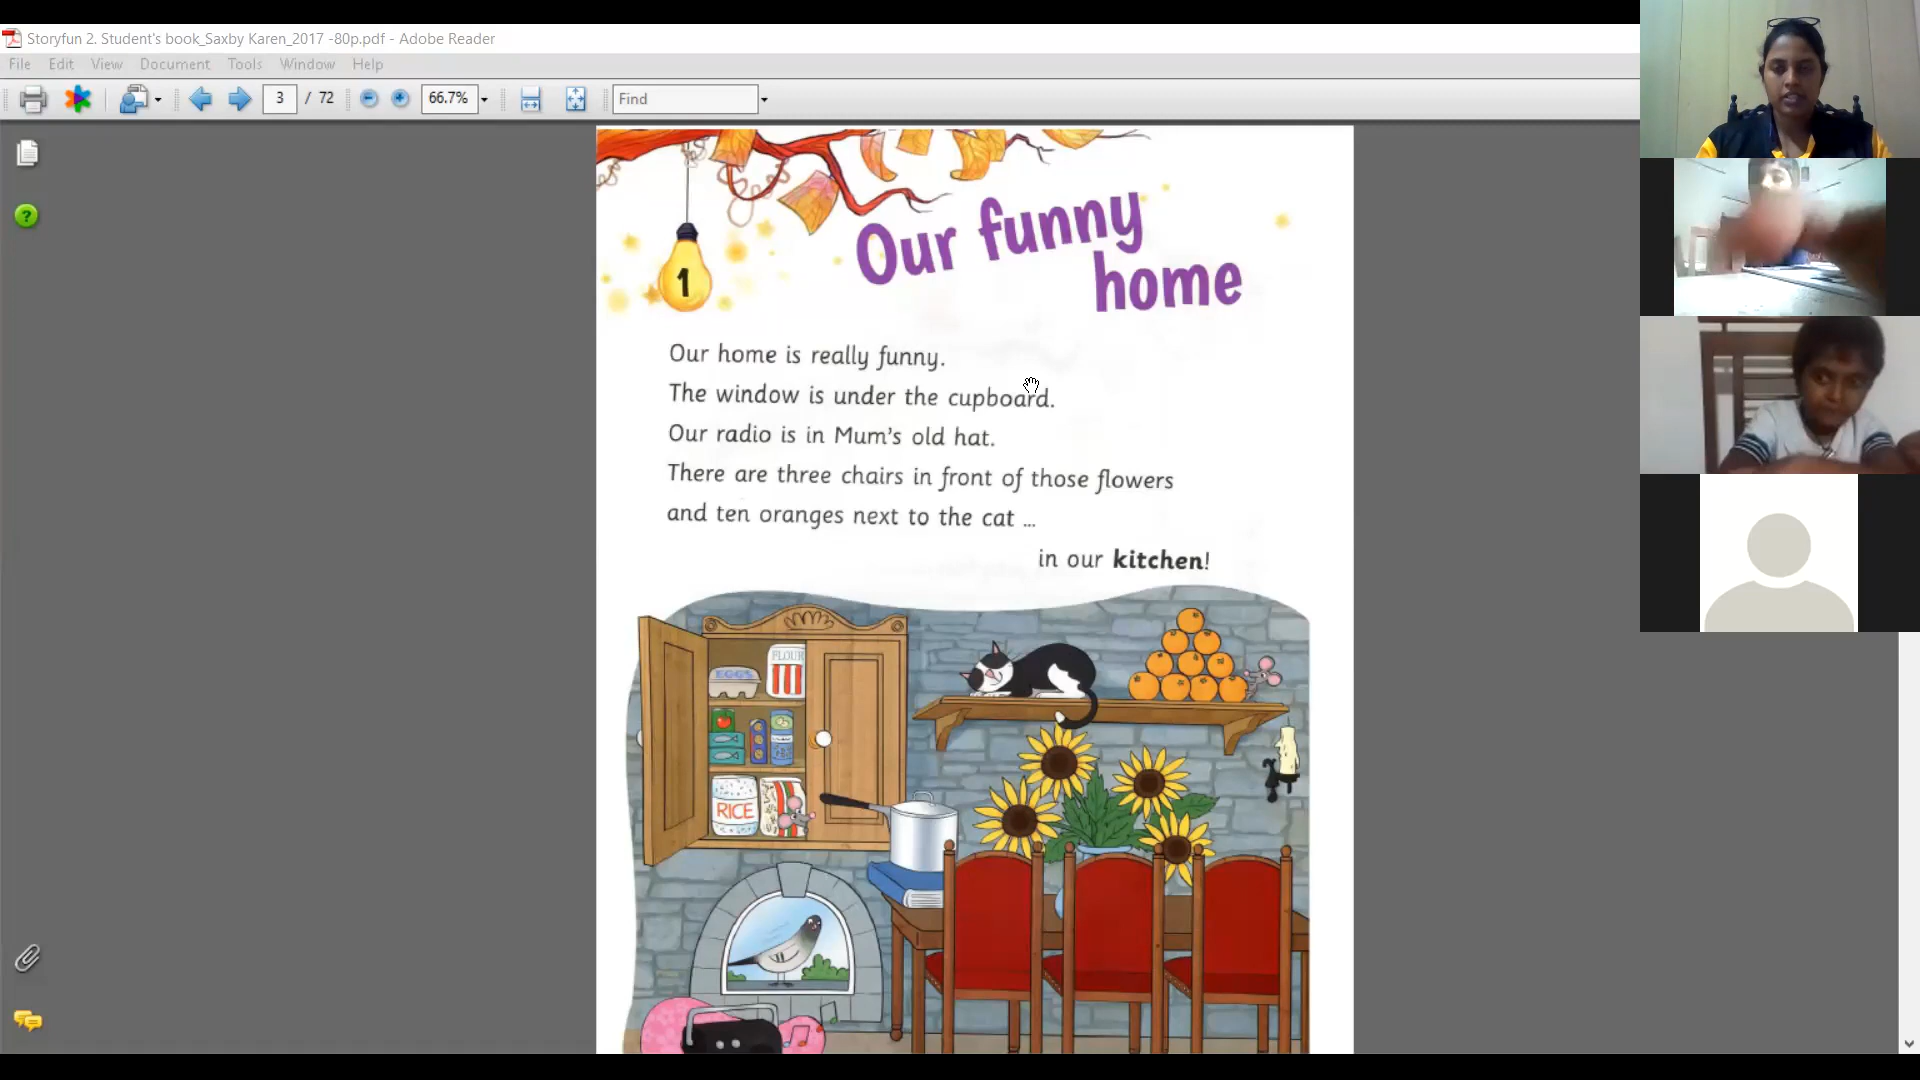 Storyfun 2. Student's book_Saxby Karen_2017 -80p.pdf - Adobe Reader
File Edit View Document Tools Window Help
3 / 72 66.7% Find
1
Our funny
home
Our home is really funny.
The window is under the cupboard.
Our radio is in Mum's old hat.
There are three chairs in front of those flowers
and ten oranges next to the cat ...
in our kitchen!
FLOUR
EGGS
RICE